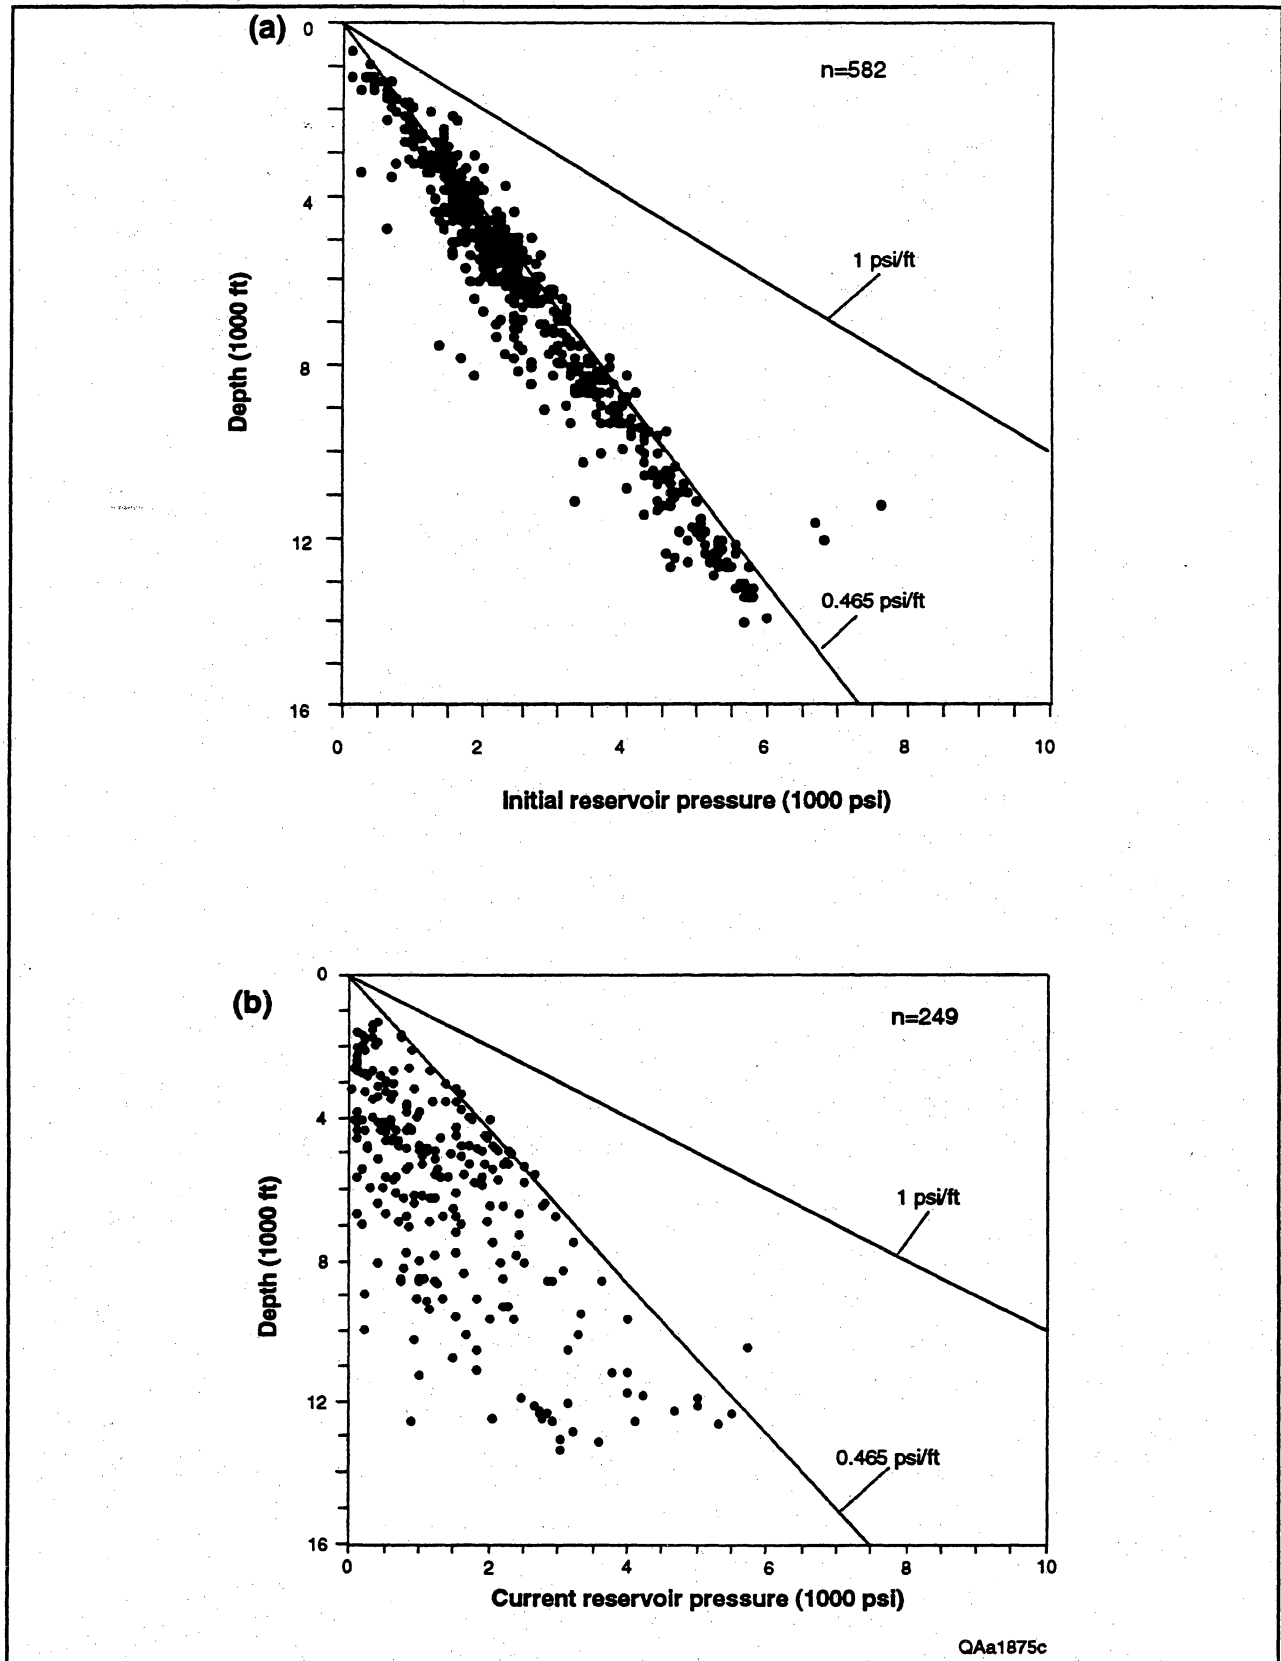 (a)
0
n=582
4
1 psi/ft
Depth (1000 ft)
8
12
0.465 psi/ft
16
0 2 4 6 8 10
Initial reservoir pressure (1000 psi)
0
(b)
n=249
4
1 psi/ft
Depth (1000 ft)
8
12
0.465 psi/ft
16
0 2 4 6 8 10
Current reservoir pressure (1000 psi)
QAa1875c